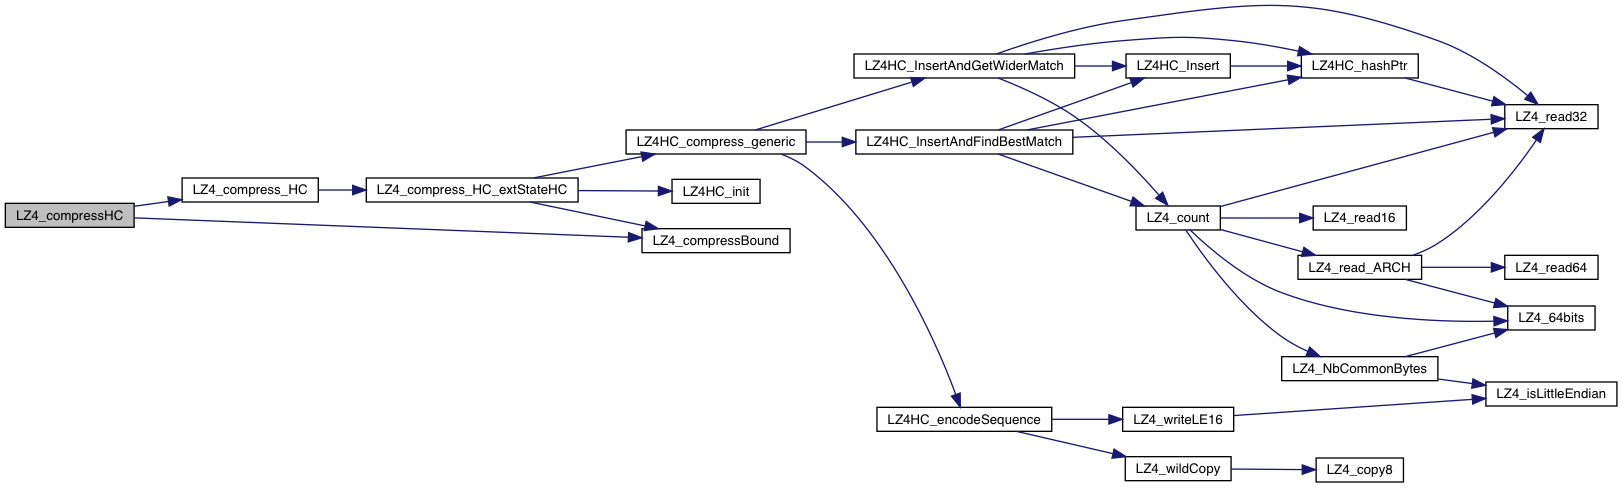 LZ4_compressHC
LZ4_compress_HC
LZ4_compress_HC_extStateHC
LZ4HC_compress_generic
LZ4HC_init
LZ4_compressBound
LZ4HC_InsertAndGetWiderMatch
LZ4HC_InsertAndFindBestMatch
LZ4HC_encodeSequence
LZ4HC_Insert
LZ4_count
LZ4_writeLE16
LZ4_wildCopy
LZ4HC_hashPtr
LZ4_read16
LZ4_read_ARCH
LZ4_NbCommonBytes
LZ4_copy8
LZ4_read32
LZ4_read64
LZ4_64bits
LZ4_isLittleEndian